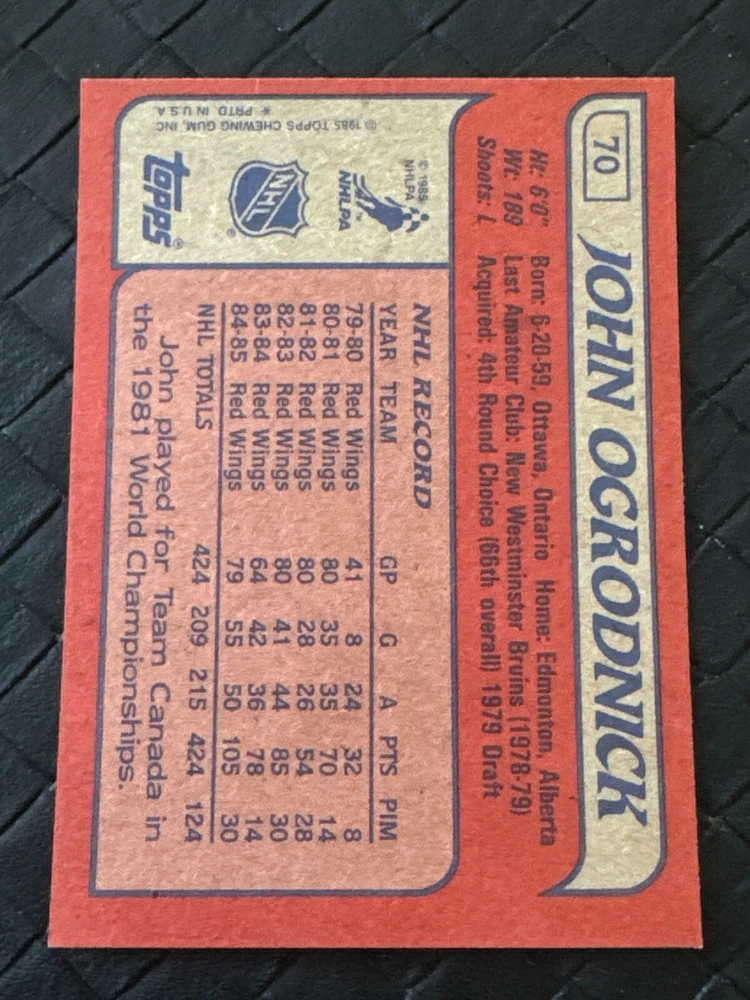 70
JOHN OGRODNICK
Ht: 6'0" Born: 6-20-59, Ottawa, Ontario Home: Edmonton, Alberta
Wt: 189 Last Amateur Club: New Westminster Bruins (1978-79)
Shoots: L Acquired: 4th Round Choice (66th overall) 1979 Draft
© 1985
NHLPA
NHLPA™
NHL®
TOPPS®
© 1985 TOPPS CHEWING GUM, INC
* PRTD IN U S A
NHL RECORD
YEAR TEAM GP G A PTS PIM
79-80 Red Wings 41 8 24 32 8
80-81 Red Wings 80 35 35 70 14
81-82 Red Wings 80 28 26 54 28
82-83 Red Wings 80 41 44 85 30
83-84 Red Wings 64 42 36 78 14
84-85 Red Wings 79 55 50 105 30
NHL TOTALS 424 209 215 424 124
John played for Team Canada in
the 1981 World Championships.